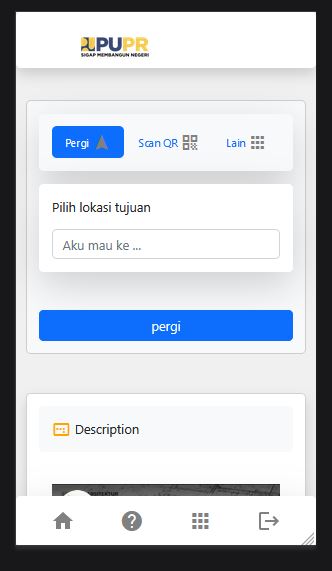 PUPR
SIGAP MEMBANGUN NEGERI
Pergi
Scan QR
Lain
Pilih lokasi tujuan
Aku mau ke ...
pergi
Description